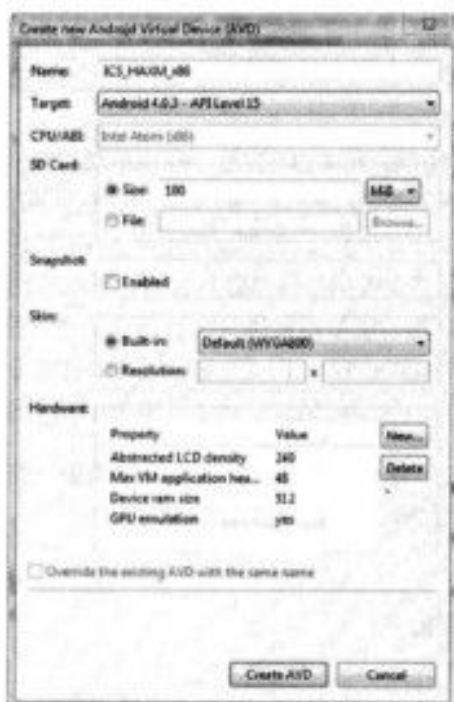 Create new Android Virtual Device (AVD)
Name: ICS_HAXM_x86
Target: Android 4.0.3 - API Level 15
CPU/ABI: Intel Atom (x86)
SD Card:
Size: 100 MiB
File: Browse...
Snapshot:
Enabled
Skin:
Built-in: Default (WVGA800)
Resolution: x
Hardware:
Property Value New...
Abstracted LCD density 240 Delete
Max VM application hea... 48
Device ram size 512
GPU emulation yes
Override the existing AVD with the same name
Create AVD Cancel